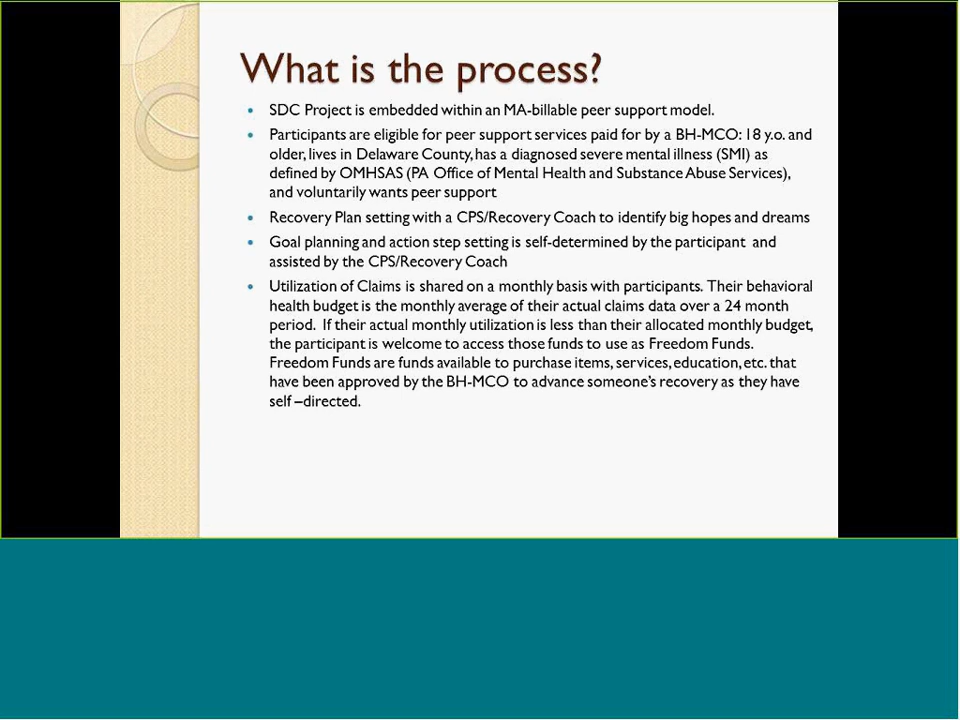 What is the process?
SDC Project is embedded within an MA-billable peer support model.
Participants are eligible for peer support services paid for by a BH-MCO: 18 y.o. and
older, lives in Delaware County, has a diagnosed severe mental illness (SMI) as
defined by OMHSAS (PA Office of Mental Health and Substance Abuse Services),
and voluntarily wants peer support
Recovery Plan setting with a CPS/Recovery Coach to identify big hopes and dreams
Goal planning and action step setting is self-determined by the participant and
assisted by the CPS/Recovery Coach
Utilization of Claims is shared on a monthly basis with participants. Their behavioral
health budget is the monthly average of their actual claims data over a 24 month
period. If their actual monthly utilization is less than their allocated monthly budget,
the participant is welcome to access those funds to use as Freedom Funds.
Freedom Funds are funds available to purchase items, services, education, etc. that
have been approved by the BH-MCO to advance someone's recovery as they have
self –directed.